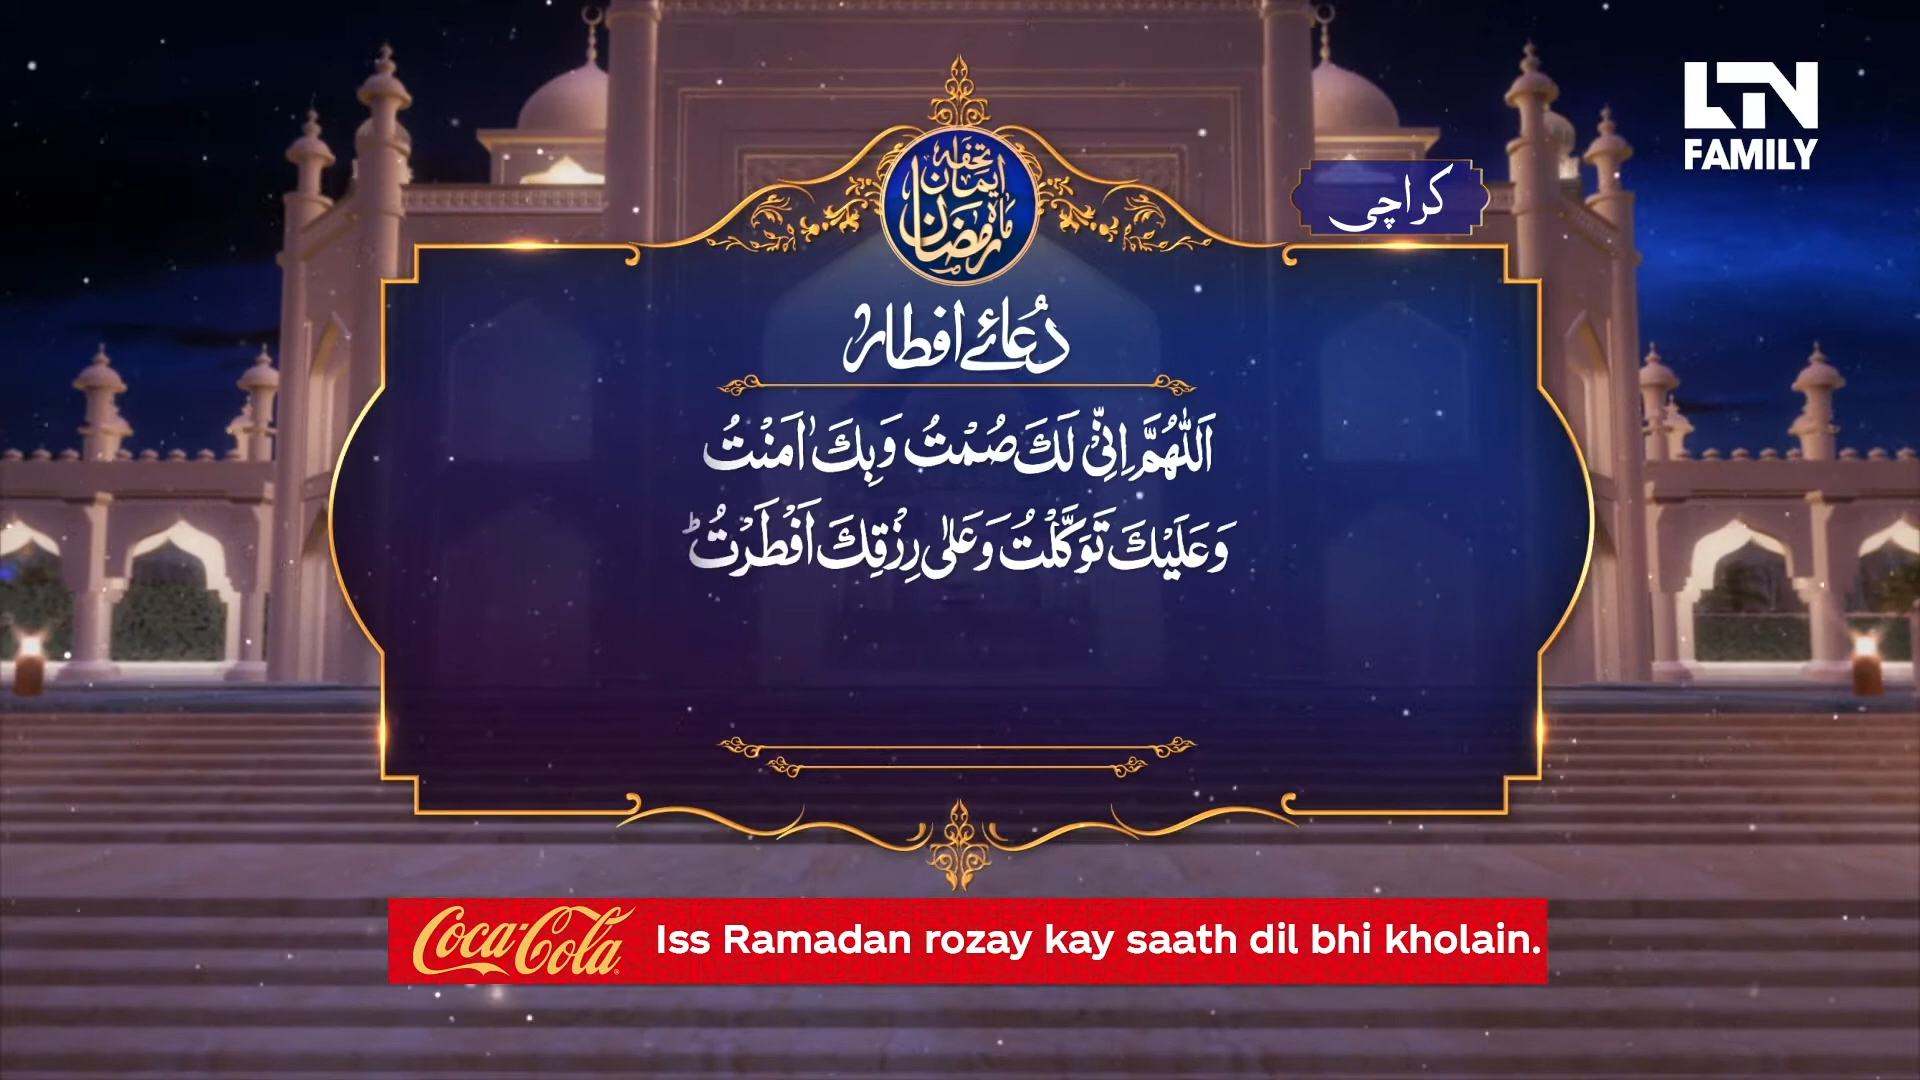 LTN
FAMILY
کراچی
تحفہ
ایمان
ماہ رمضان
دُعائے افطار
اَللّٰهُمَّ اِنِّیْ لَكَ صُمْتُ وَبِكَ اٰمَنْتُ
وَعَلَيْكَ تَوَكَّلْتُ وَعَلٰی رِزْقِكَ اَفْطَرْتُ ؕ
Coca-Cola Iss Ramadan rozay kay saath dil bhi kholain.